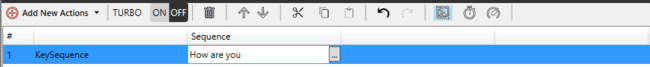 Add New Actions TURBO ON OFF
# Sequence
1 KeySequence How are you ...